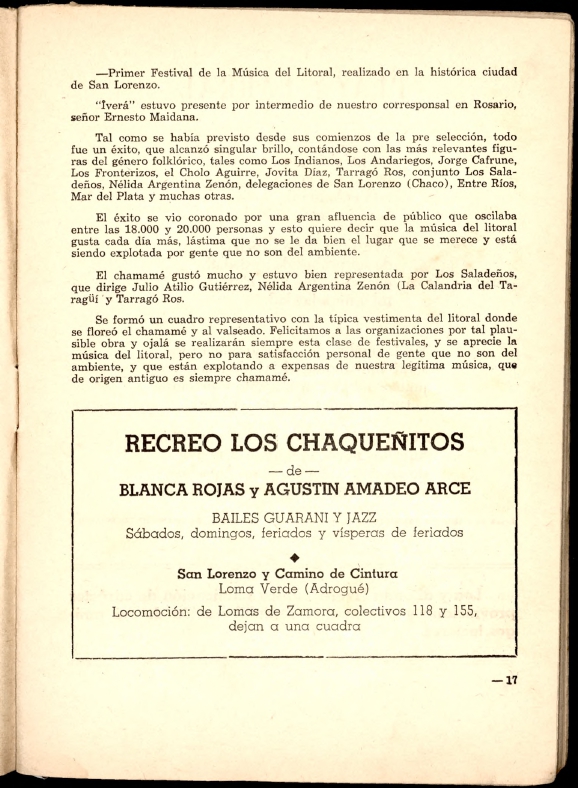 —Primer Festival de la Música del Litoral, realizado en la histórica ciudad
de San Lorenzo.
“Iverá” estuvo presente por intermedio de nuestro corresponsal en Rosario,
señor Ernesto Maidana.
Tal como se había previsto desde sus comienzos de la pre selección, todo
fue un éxito, que alcanzó singular brillo, contándose con las más relevantes figu-
ras del género folklórico, tales como Los Indianos, Los Andariegos, Jorge Cafrune,
Los Fronterizos, el Cholo Aguirre, Jovita Díaz, Tarragó Ros, conjunto Los Sala-
deños, Nélida Argentina Zenón, delegaciones de San Lorenzo (Chaco), Entre Ríos,
Mar del Plata y muchas otras.
El éxito se vio coronado por una gran afluencia de público que oscilaba
entre las 18.000 y 20.000 personas y esto quiere decir que la música del litoral
gusta cada día más, lástima que no se le da bien el lugar que se merece y está
siendo explotada por gente que no son del ambiente.
El chamamé gustó mucho y estuvo bien representada por Los Saladeños,
que dirige Julio Atilio Gutiérrez, Nélida Argentina Zenón (La Calandria del Ta-
ragüí y Tarragó Ros.
Se formó un cuadro representativo con la típica vestimenta del litoral donde
se floreó el chamamé y al valseado. Felicitamos a las organizaciones por tal plau-
sible obra y ojalá se realizarán siempre esta clase de festivales, y se aprecie la
música del litoral, pero no para satisfacción personal de gente que no son del
ambiente, y que están explotando a expensas de nuestra legítima música, que
de origen antiguo es siempre chamamé.
RECREO LOS CHAQUEÑITOS
— de —
BLANCA ROJAS y AGUSTIN AMADEO ARCE
BAILES GUARANI Y JAZZ
Sábados, domingos, feriados y vísperas de feriados
San Lorenzo y Camino de Cintura
Loma Verde (Adrogué)
Locomoción: de Lomas de Zamora, colectivos 118 y 155,
dejan a una cuadra
— 17